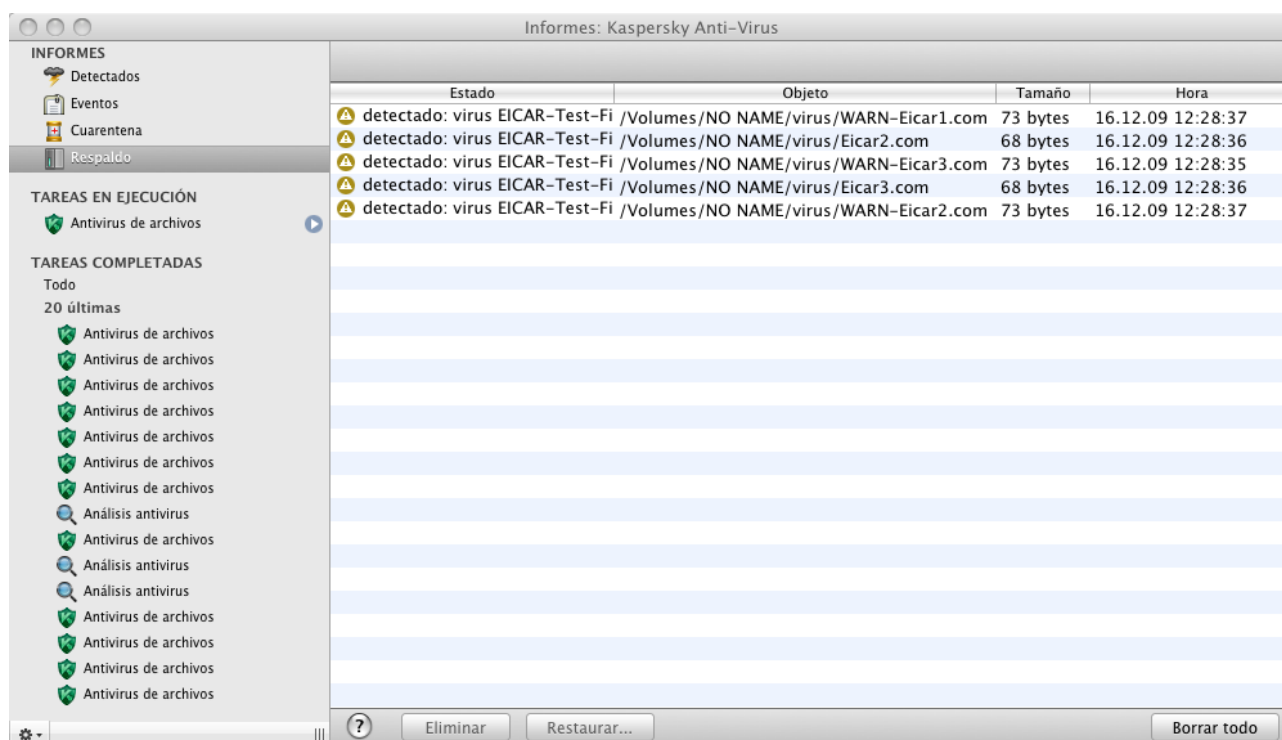 Informes: Kaspersky Anti-Virus
INFORMES
Detectados
Eventos
Cuarentena
Respaldo
TAREAS EN EJECUCIÓN
Antivirus de archivos
TAREAS COMPLETADAS
Todo
20 últimas
Antivirus de archivos
Antivirus de archivos
Antivirus de archivos
Antivirus de archivos
Antivirus de archivos
Antivirus de archivos
Antivirus de archivos
Análisis antivirus
Antivirus de archivos
Análisis antivirus
Análisis antivirus
Antivirus de archivos
Antivirus de archivos
Antivirus de archivos
Antivirus de archivos
Estado Objeto Tamaño Hora
detectado: virus EICAR-Test-Fi /Volumes/NO NAME/virus/WARN-Eicar1.com 73 bytes 16.12.09 12:28:37
detectado: virus EICAR-Test-Fi /Volumes/NO NAME/virus/Eicar2.com 68 bytes 16.12.09 12:28:36
detectado: virus EICAR-Test-Fi /Volumes/NO NAME/virus/WARN-Eicar3.com 73 bytes 16.12.09 12:28:35
detectado: virus EICAR-Test-Fi /Volumes/NO NAME/virus/Eicar3.com 68 bytes 16.12.09 12:28:36
detectado: virus EICAR-Test-Fi /Volumes/NO NAME/virus/WARN-Eicar2.com 73 bytes 16.12.09 12:28:37
? Eliminar Restaurar... Borrar todo